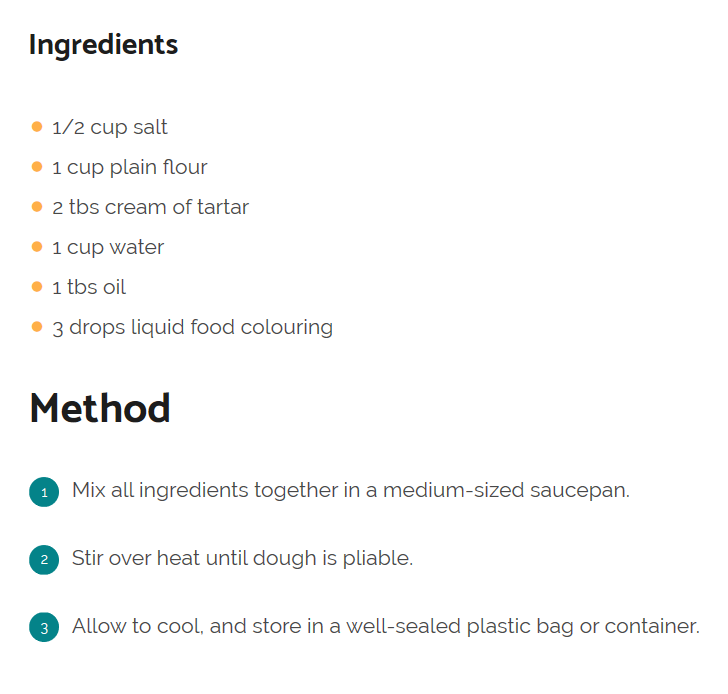 Ingredients
1/2 cup salt
1 cup plain flour
2 tbs cream of tartar
1 cup water
1 tbs oil
3 drops liquid food colouring
Method
1 Mix all ingredients together in a medium-sized saucepan.
2 Stir over heat until dough is pliable.
3 Allow to cool, and store in a well-sealed plastic bag or container.